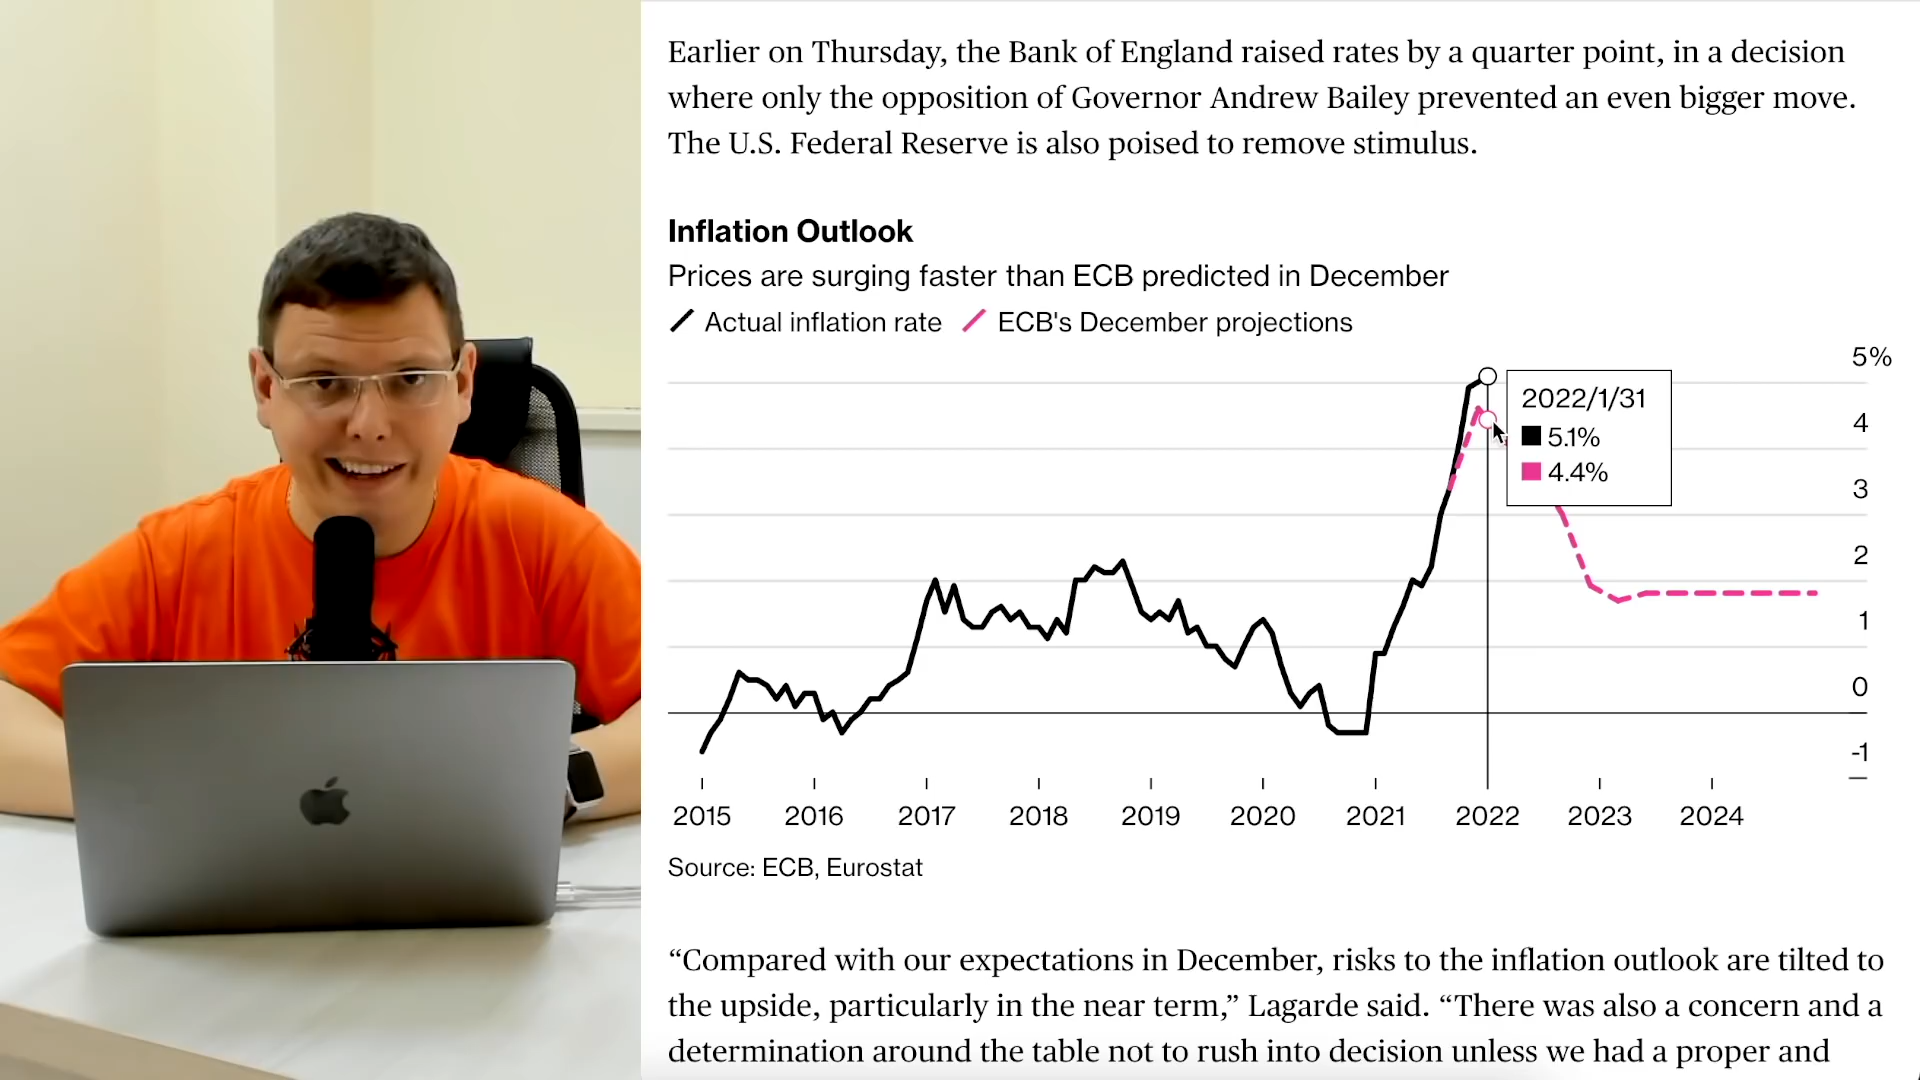 Earlier on Thursday, the Bank of England raised rates by a quarter point, in a decision
where only the opposition of Governor Andrew Bailey prevented an even bigger move.
The U.S. Federal Reserve is also poised to remove stimulus.
Inflation Outlook
Prices are surging faster than ECB predicted in December
Actual inflation rate ECB's December projections
5%
2022/1/31
4
5.1%
4.4%
3
2
1
0
-1
2015 2016 2017 2018 2019 2020 2021 2022 2023 2024
Source: ECB, Eurostat
“Compared with our expectations in December, risks to the inflation outlook are tilted to
the upside, particularly in the near term,” Lagarde said. “There was also a concern and a
determination around the table not to rush into decision unless we had a proper and